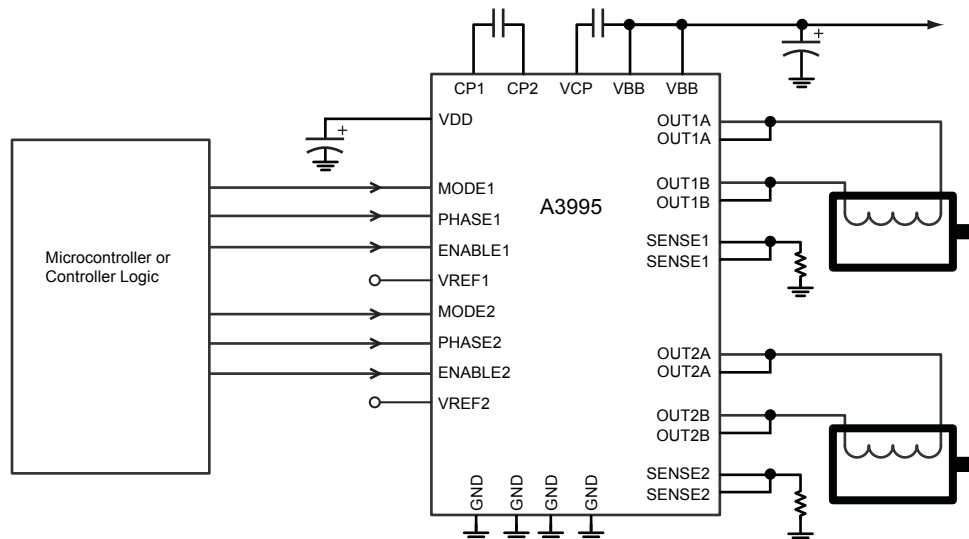 CP1 CP2 VCP VBB VBB
VDD
+
+
MODE1
PHASE1
ENABLE1
VREF1
MODE2
PHASE2
ENABLE2
VREF2
Microcontroller or
Controller Logic
A3995
OUT1A
OUT1A
OUT1B
OUT1B
SENSE1
SENSE1
OUT2A
OUT2A
OUT2B
OUT2B
SENSE2
SENSE2
GND GND GND GND